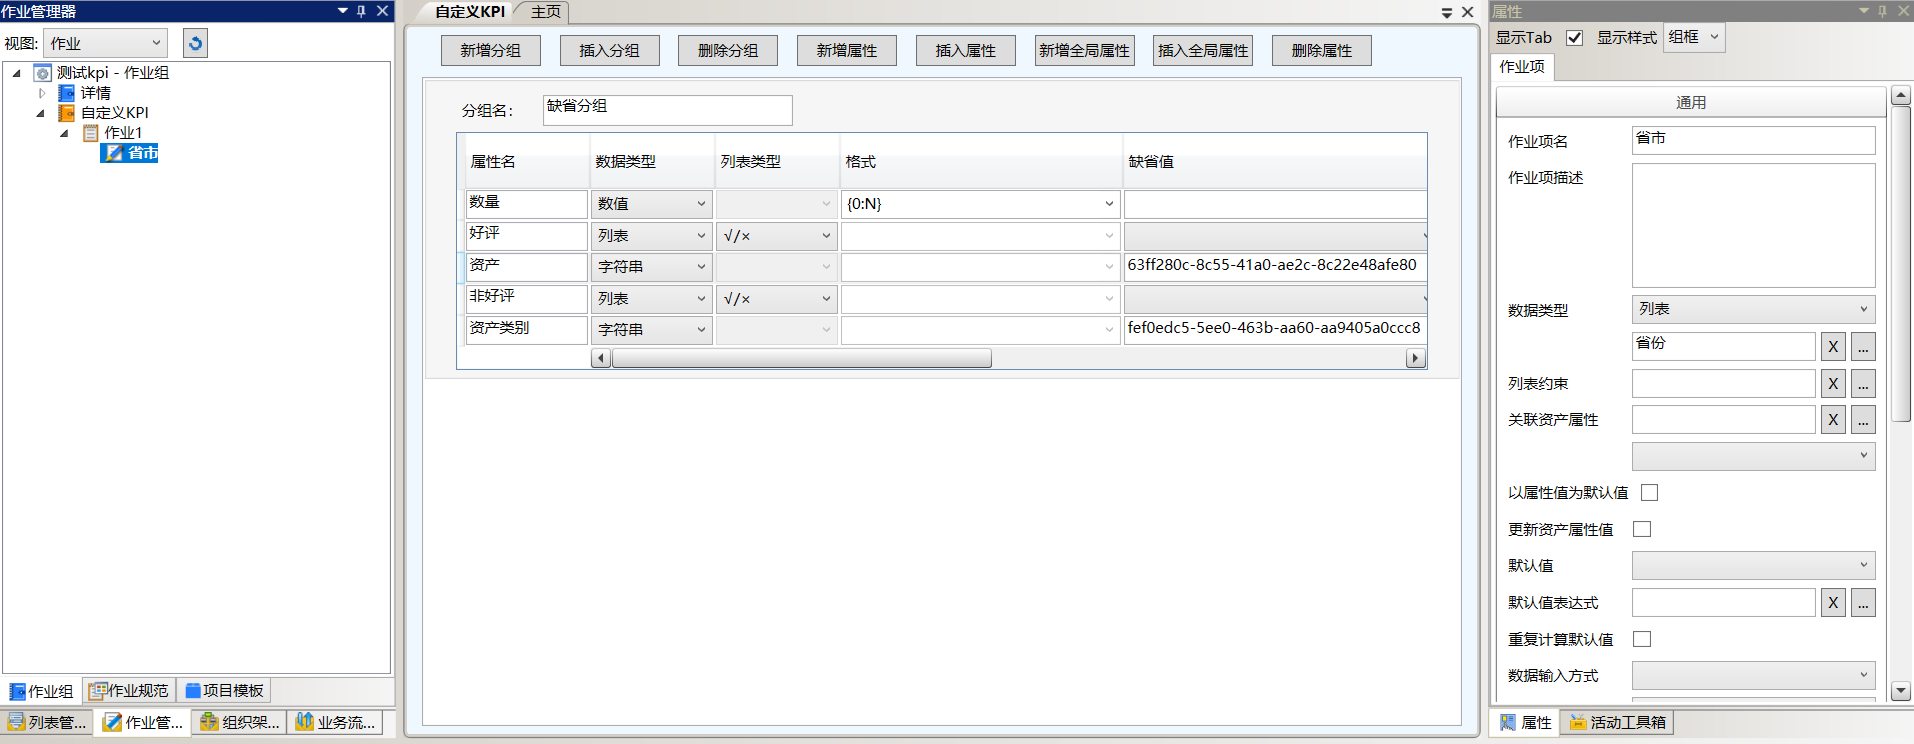 作业管理器
视图: 作业
测试kpi - 作业组
详情
自定义KPI
作业1
省市
作业组 作业规范 项目模板
列表管... 作业管... 组织架... 业务流...
自定义KPI 主页
新增分组 插入分组 删除分组 新增属性 插入属性 新增全局属性 插入全局属性 删除属性
分组名: 缺省分组
属性名 数据类型 列表类型 格式 缺省值
数量 数值 {0:N}
好评 列表 √/×
资产 字符串 63ff280c-8c55-41a0-ae2c-8c22e48afe80
非好评 列表 √/×
资产类别 字符串 fef0edc5-5ee0-463b-aa60-aa9405a0ccc8
属性
显示Tab 显示样式 组框
作业项
通用
作业项名 省市
作业项描述
数据类型 列表
省份 X ...
列表约束 X ...
关联资产属性 X ...
以属性值为默认值
更新资产属性值
默认值
默认值表达式 X ...
重复计算默认值
数据输入方式
属性 活动工具箱